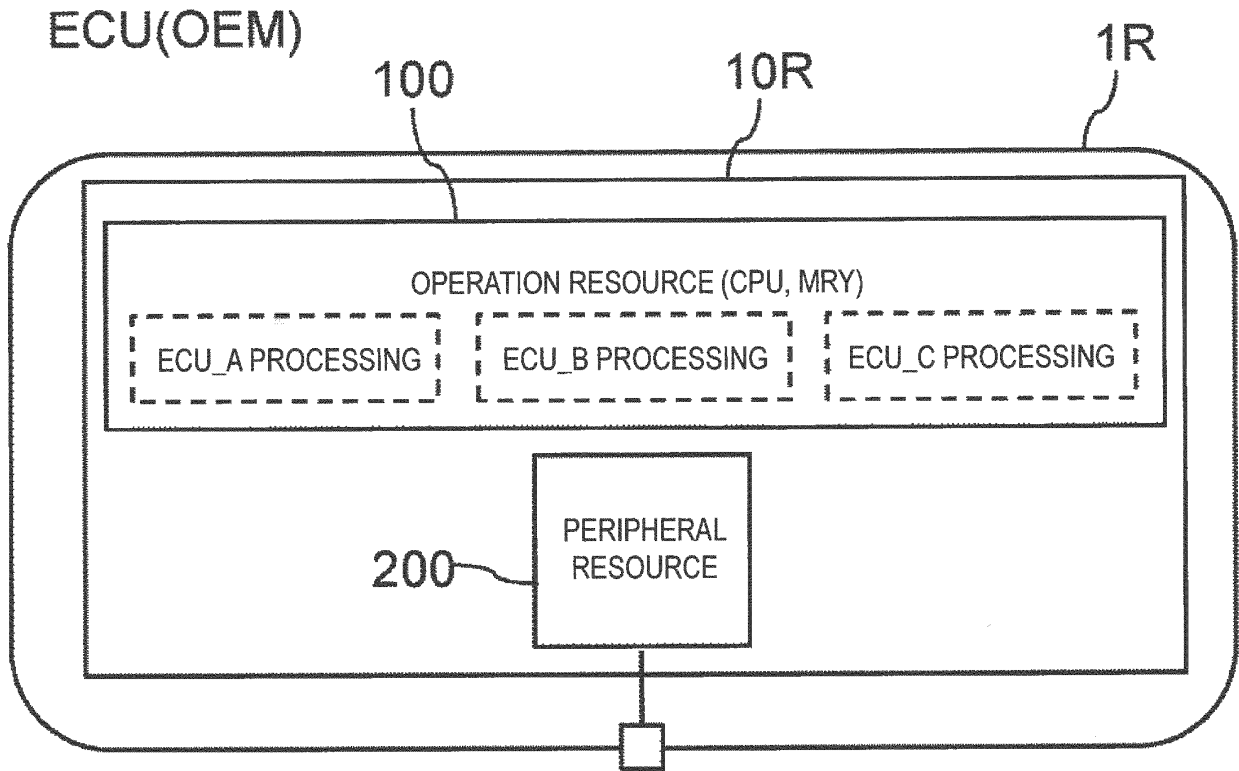 ECU(OEM)
1R
100
10R
OPERATION RESOURCE (CPU, MRY)
ECU_A PROCESSING
ECU_B PROCESSING
ECU_C PROCESSING
PERIPHERAL
RESOURCE
200